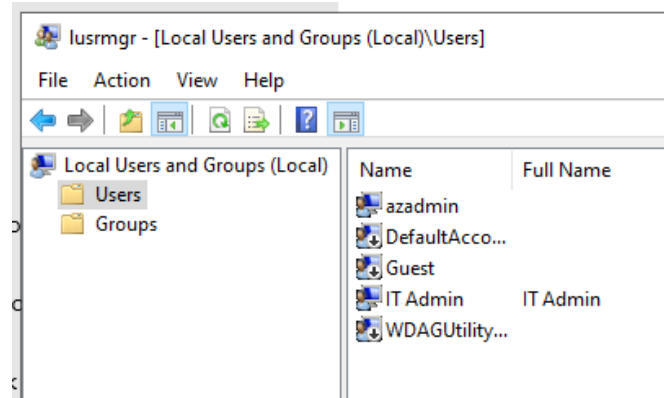 lusrmgr - [Local Users and Groups (Local)\Users]
File Action View Help
Local Users and Groups (Local)
Users
Groups
Name Full Name
azadmin
DefaultAcco...
Guest
IT Admin IT Admin
WDAGUtility...